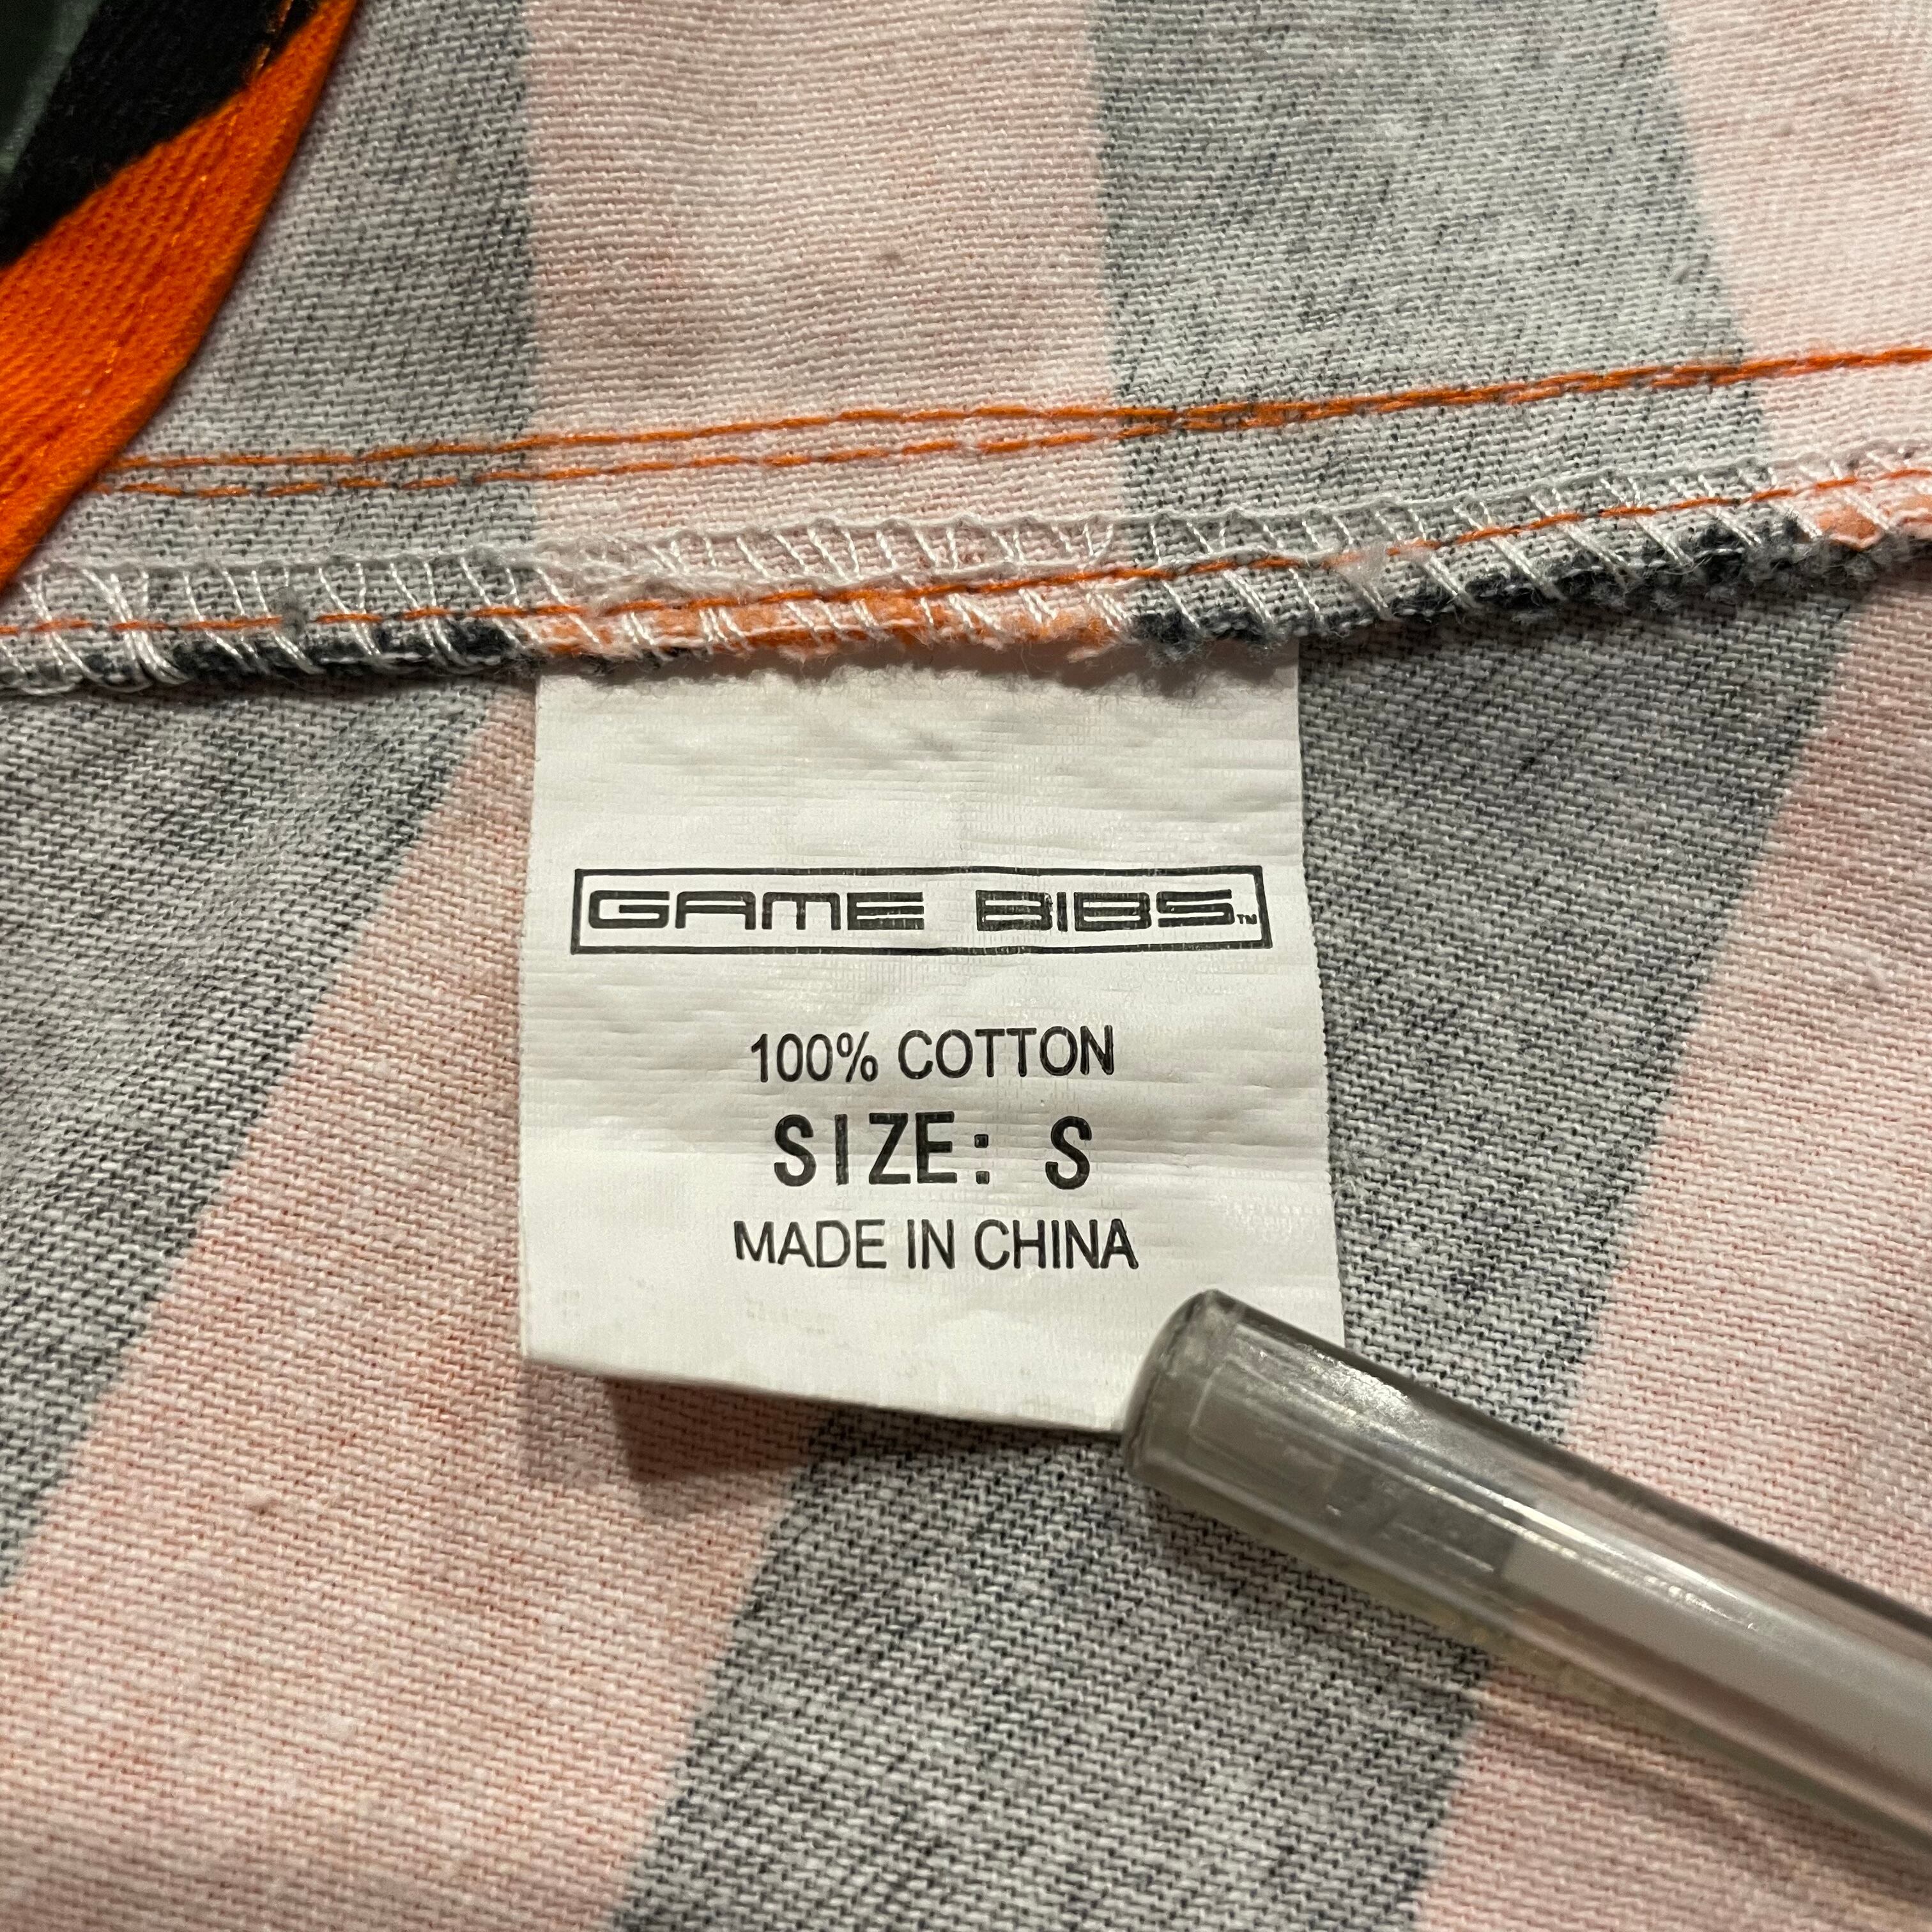 GAME BIBS™
100% COTTON
SIZE: S
MADE IN CHINA